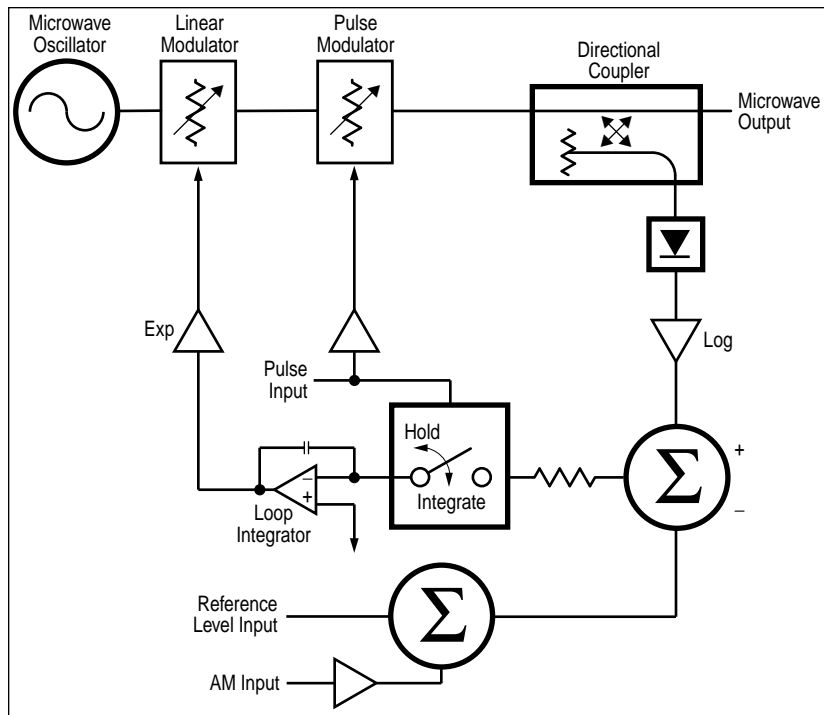 Microwave
Oscillator
Linear
Modulator
Pulse
Modulator
Directional
Coupler
Microwave
Output
Exp
Log
Pulse
Input
Hold
Integrate
–
+
Loop
Integrator
Σ
+
–
Reference
Level Input
Σ
AM Input